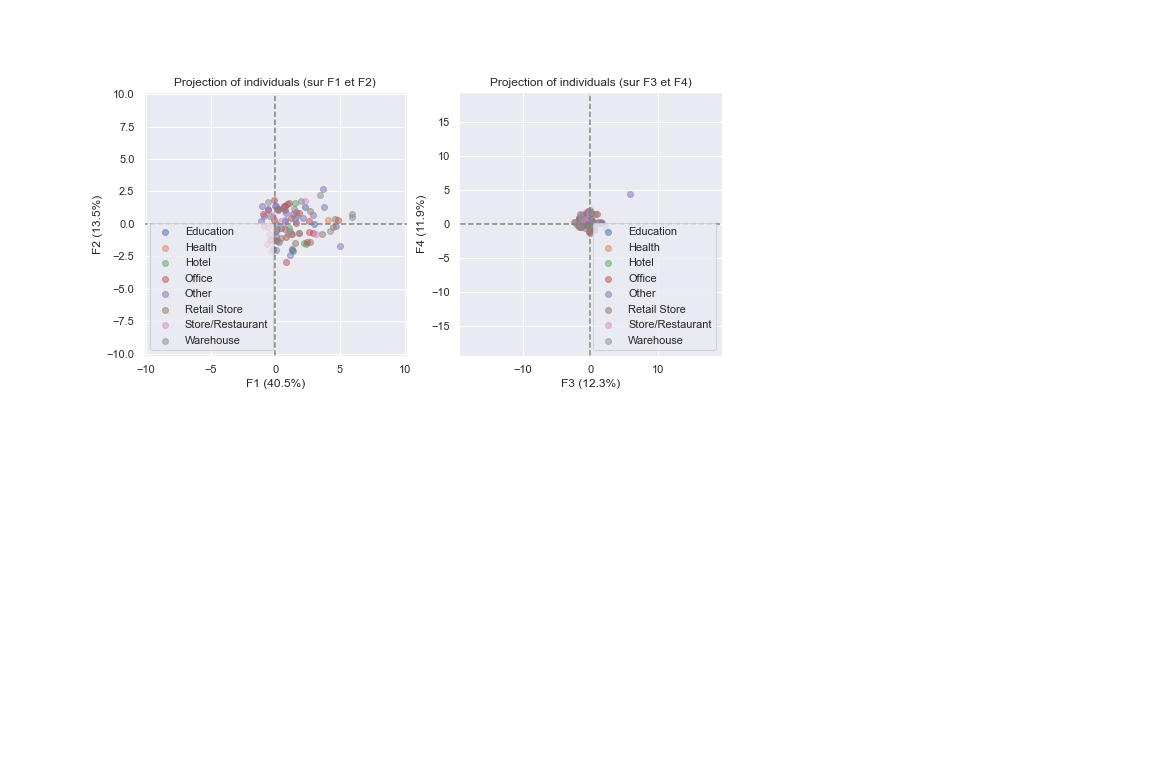 Projection of individuals (sur F1 et F2)
10.0
7.5
5.0
2.5
0.0
−2.5
−5.0
−7.5
−10.0
F2 (13.5%)
Education
Health
Hotel
Office
Other
Retail Store
Store/Restaurant
Warehouse
−10
−5
0
5
10
F1 (40.5%)
Projection of individuals (sur F3 et F4)
15
10
5
0
−5
−10
−15
F4 (11.9%)
Education
Health
Hotel
Office
Other
Retail Store
Store/Restaurant
Warehouse
−10
0
10
F3 (12.3%)